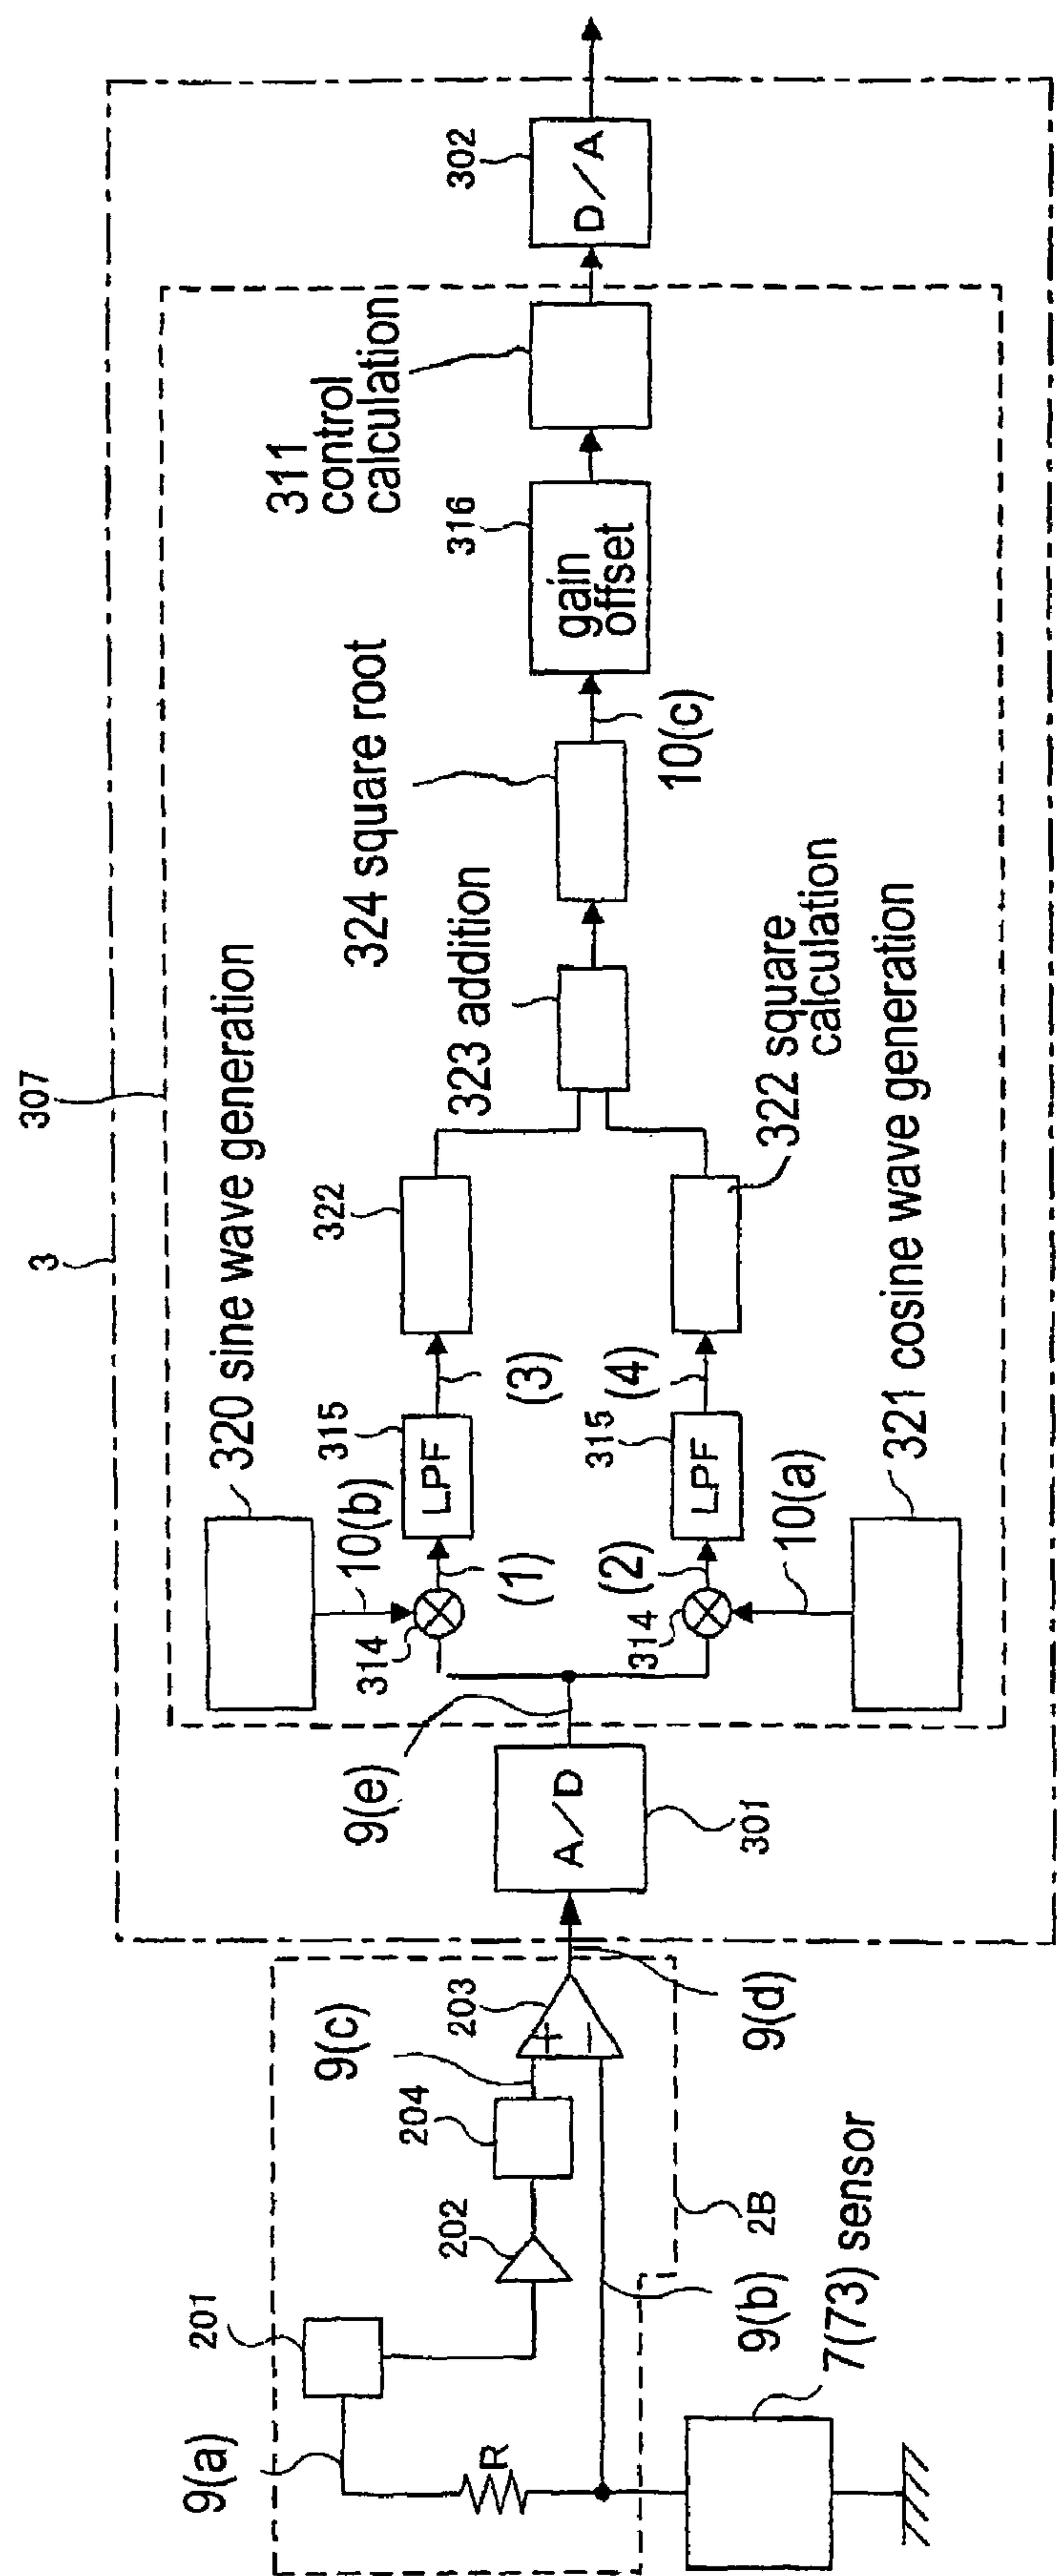 3
307
320 sine wave generation
10(b)
314
(1)
315
LPF
(3)
322
323 addition
324 square root
10(c)
316
gain
offset
311
control
calculation
302
D/A
9(e)
A/D
301
314
(2)
315
LPF
(4)
322 square
calculation
10(a)
321 cosine wave generation
9(a)
201
R
202
204
9(c)
203
+
−
9(d)
9(b)
2B
7(73) sensor